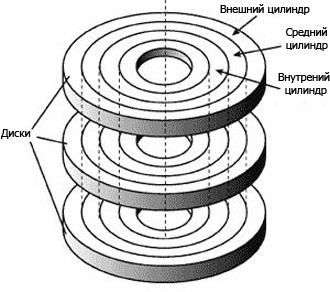 Внешний цилиндр
Средний
цилиндр
Внутрений
цилиндр
Диски